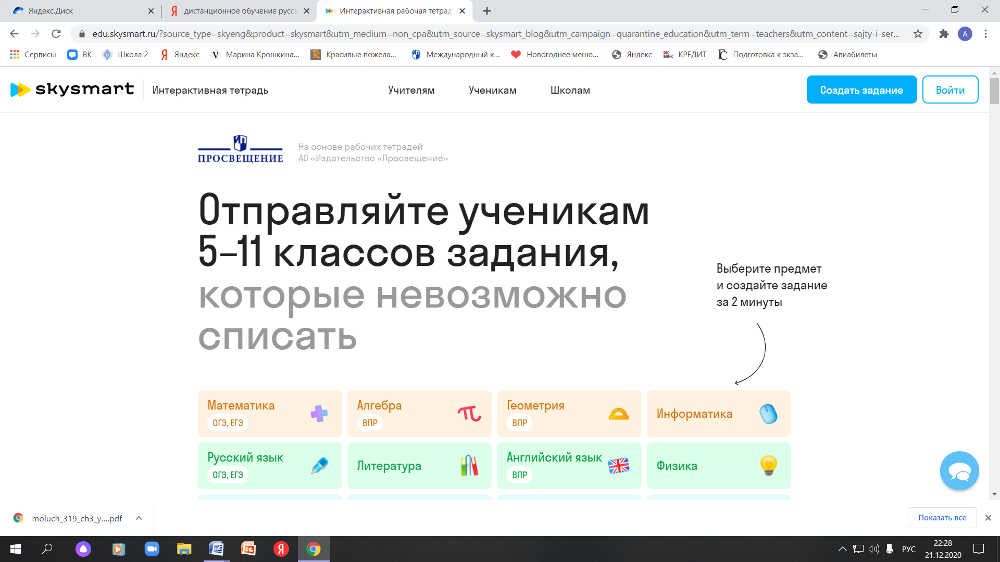 Яндекс.Диск
дистанционное обучение русск
Интерактивная рабочая тетрадь
edu.skysmart.ru/?source_type=skyeng&product=skysmart&utm_medium=non_cpa&utm_source=skysmart_blog&utm_campaign=quarantine_education&utm_term=teachers&utm_content=sajty-i-ser...
A
Сервисы
ВК
Школа 2
Яндекс
Марина Крошкина...
Красивые пожела...
Международный к...
Новогоднее меню...
Яндекс
РГС БАНК
КРЕДИТ
Подготовка к экза...
Авиабилеты
skysmart
Интерактивная тетрадь
Учителям
Ученикам
Школам
Создать задание
Войти
ПРОСВЕЩЕНИЕ
На основе рабочих тетрадей
АО «Издательство «Просвещение»
Отправляйте ученикам
5–11 классов задания,
которые невозможно
списать
Выберите предмет
и создайте задание
за 2 минуты
Математика
ОГЭ, ЕГЭ
Алгебра
ВПР
Геометрия
ВПР
Информатика
Русский язык
ОГЭ, ЕГЭ
Литература
Английский язык
ВПР
Физика
moluch_319_ch3_y....pdf
Показать все
РУС
22:28
21.12.2020